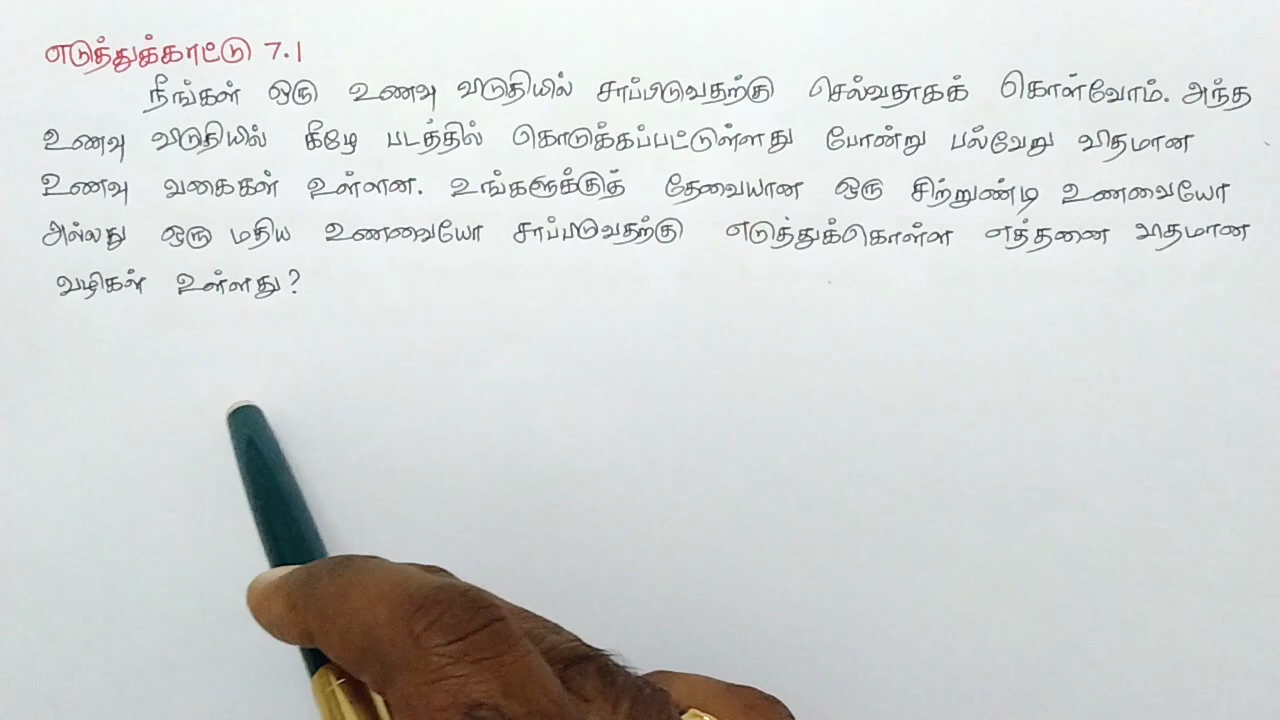 எடுத்துக்காட்டு 7.1
நீங்கள் ஒரு உணவு விடுதியில் சாப்பிடுவதற்கு செல்வதாகக் கொள்வோம். அந்த
உணவு விடுதியில் கீழே படத்தில் கொடுக்கப்பட்டுள்ளது போன்று பல்வேறு விதமான
உணவு வகைகள் உள்ளன. உங்களுக்குத் தேவையான ஒரு சிற்றுண்டி உணவையோ
அல்லது ஒரு மதிய உணவையோ சாப்பிடுவதற்கு எடுத்துக்கொள்ள எத்தனை விதமான
வழிகள் உள்ளது?